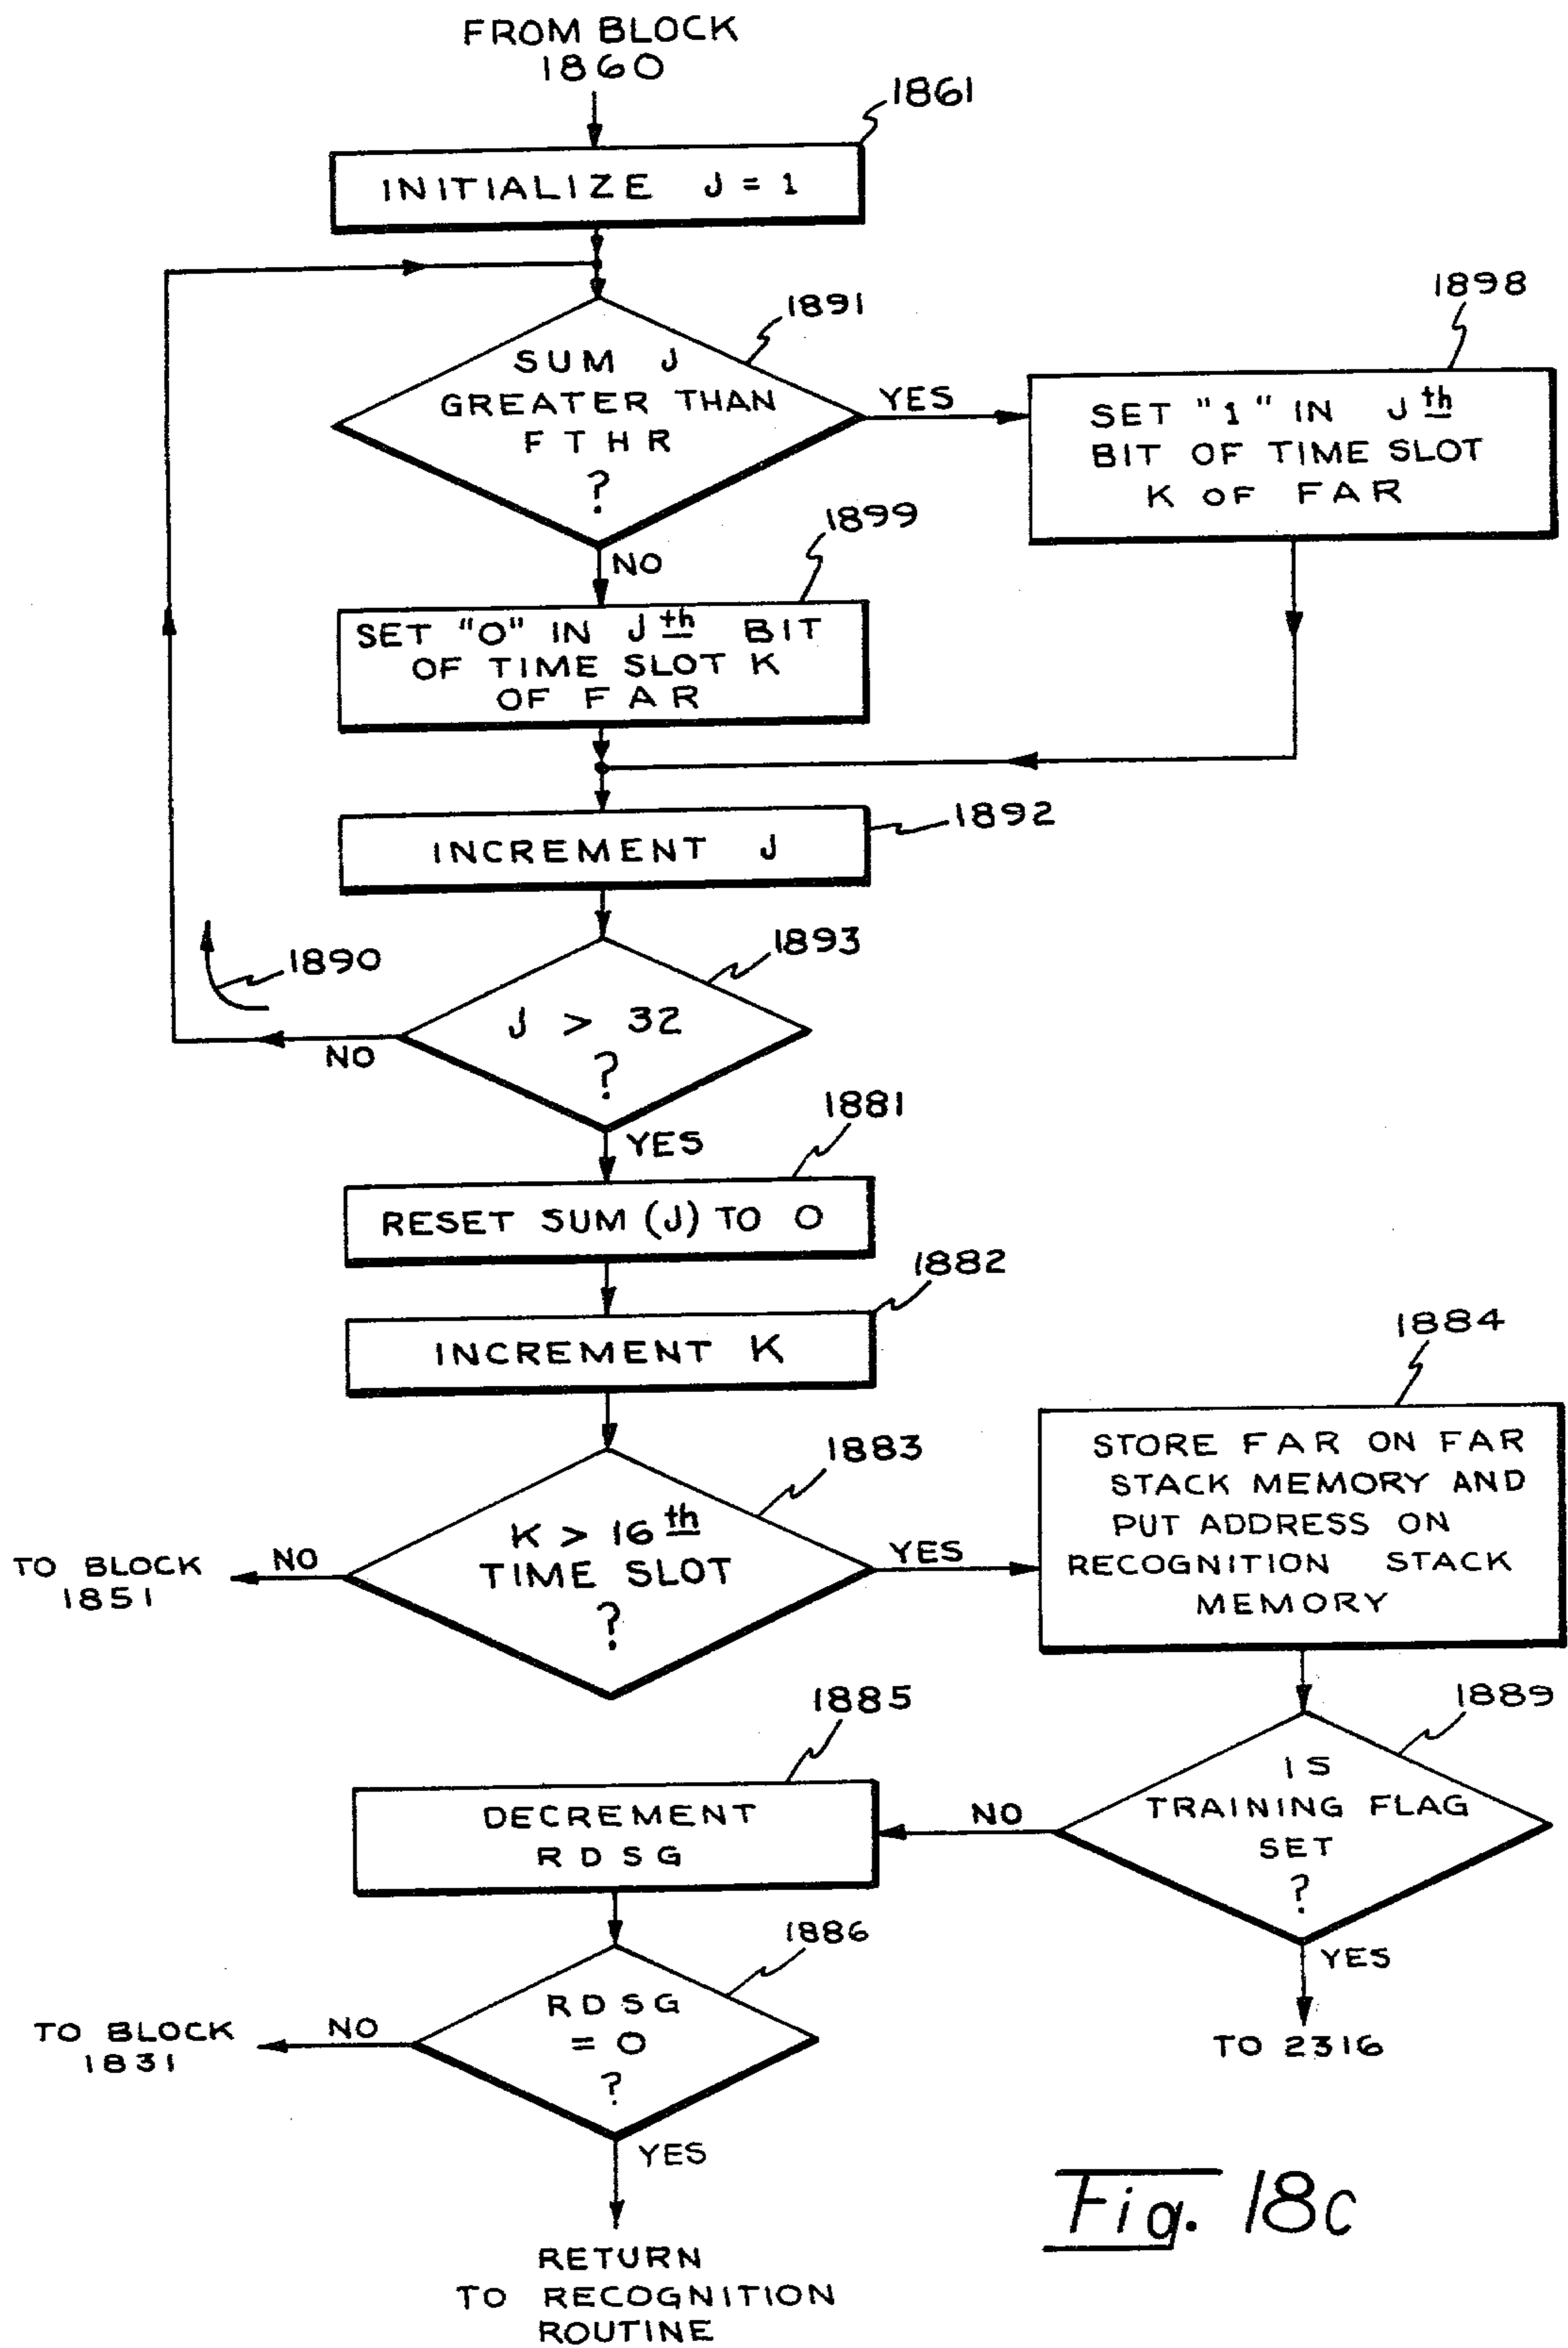 FROM BLOCK
1860
1861
INITIALIZE J = 1
1891
SUM J
GREATER THAN
FTHR
?
YES
1898
SET "1" IN J th
BIT OF TIME SLOT
K OF FAR
NO
1899
SET "0" IN J th BIT
OF TIME SLOT K
OF FAR
1892
INCREMENT J
1890
1893
J > 32
?
NO
YES
1881
RESET SUM (J) TO 0
1882
INCREMENT K
1883
K > 16 th
TIME SLOT
?
NO
TO BLOCK
1851
YES
1884
STORE FAR ON FAR
STACK MEMORY AND
PUT ADDRESS ON
RECOGNITION STACK
MEMORY
1889
IS
TRAINING FLAG
SET
?
NO
YES
TO 2316
1885
DECREMENT
RDSG
1886
RDSG
= 0
?
NO
TO BLOCK
1831
YES
RETURN
TO RECOGNITION
ROUTINE
Fig. 18c